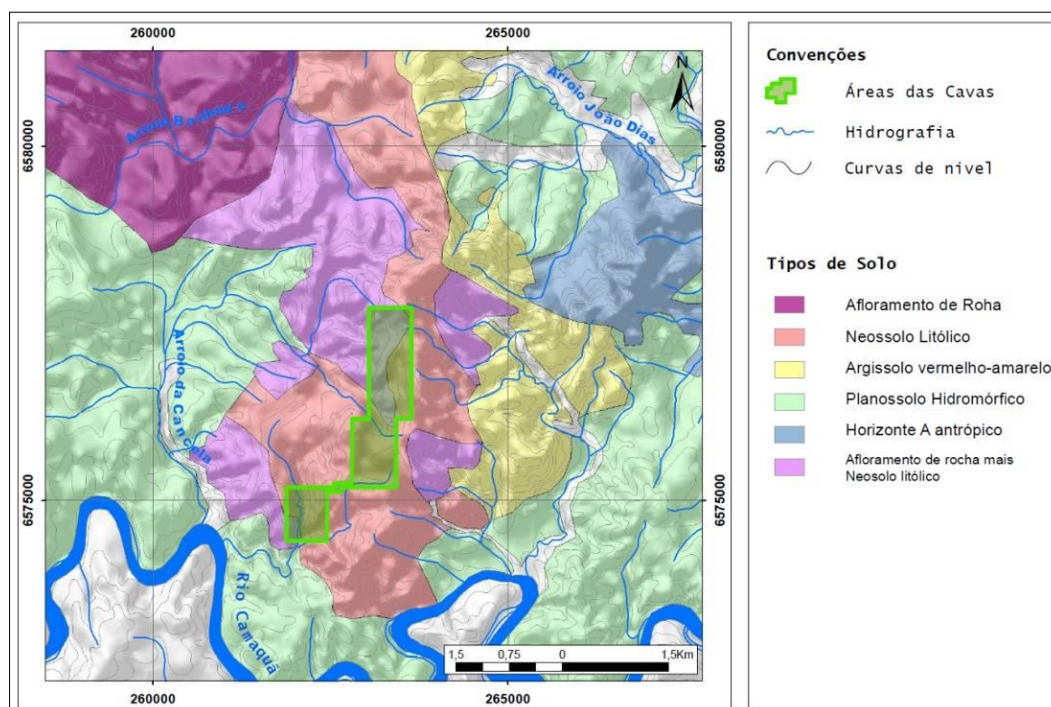 260000
265000
N
Arroio João Dias
6580000
6580000
Arroio da Cancela
6575000
6575000
Rio Camaquã
1,5
0,75
0
1,5Km
260000
265000
Convenções
Áreas das Cavas
Hidrografia
Curvas de nivel
Tipos de Solo
Afloramento de Roha
Neossolo Litólico
Argissolo vermelho-amarelo
Planossolo Hidromórfico
Horizonte A antrópico
Afloramento de rocha mais
Neosolo litólico